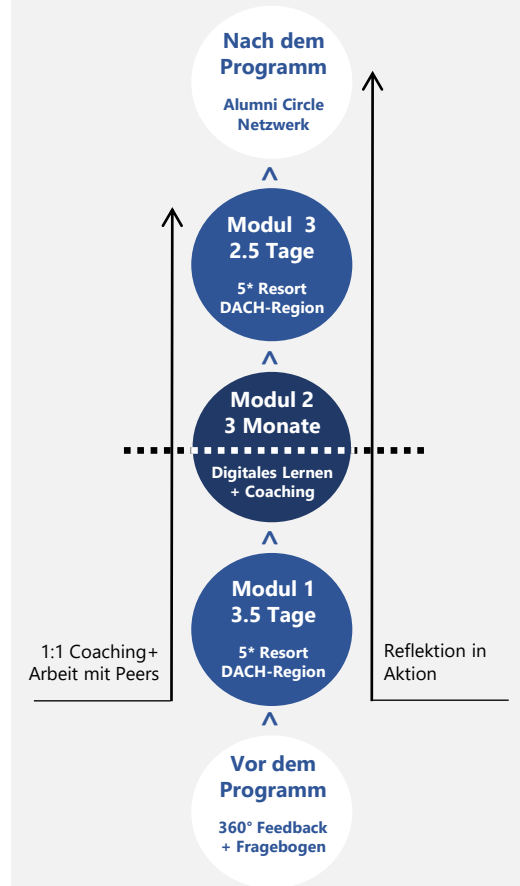 Nach dem
Programm
Alumni Circle
Netzwerk
Modul 3
2.5 Tage
5* Resort
DACH-Region
Modul 2
3 Monate
Digitales Lernen
+ Coaching
Modul 1
3.5 Tage
5* Resort
DACH-Region
1:1 Coaching+
Arbeit mit Peers
Reflektion in
Aktion
Vor dem
Programm
360° Feedback
+ Fragebogen